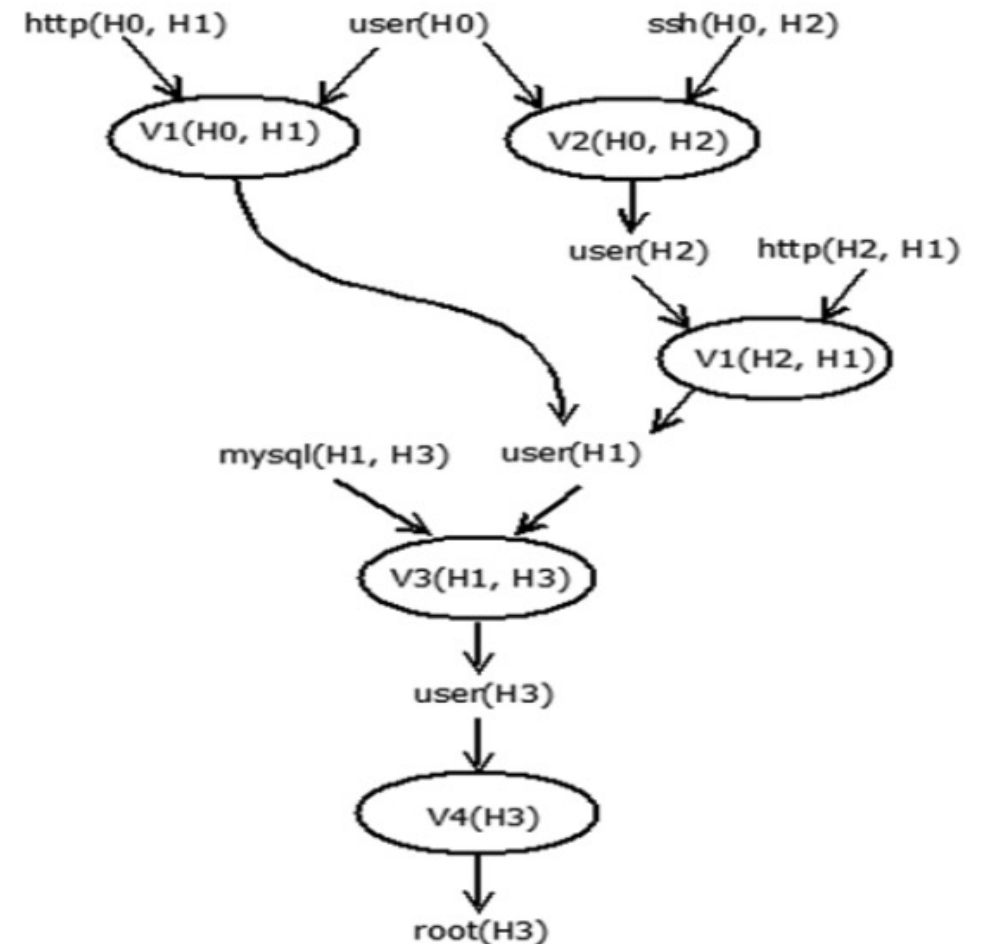 http(H0, H1)
user(H0)
ssh(H0, H2)
V1(H0, H1)
V2(H0, H2)
user(H2)
http(H2, H1)
V1(H2, H1)
mysql(H1, H3)
user(H1)
V3(H1, H3)
user(H3)
V4(H3)
root(H3)